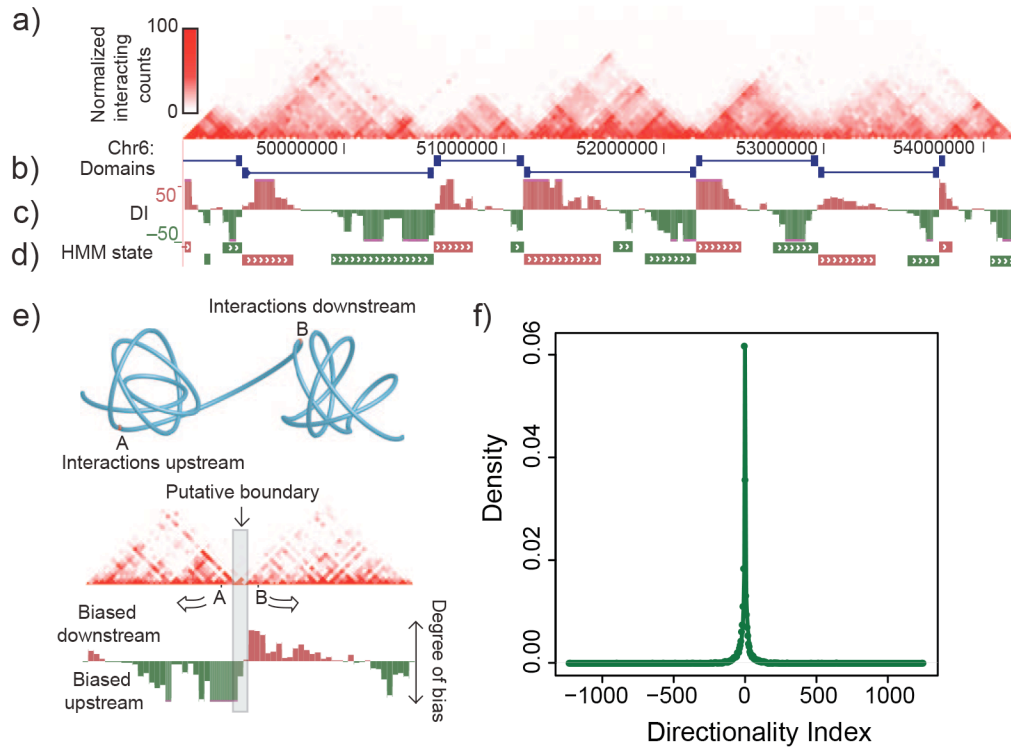 a)
100
Normalized
interacting
counts
0
Chr6:
50000000
51000000
52000000
53000000
54000000
b)
Domains
50
c)
DI
−50
d)
HMM state
e)
Interactions downstream
B
A
Interactions upstream
Putative boundary
A
B
Biased
downstream
Biased
upstream
Degree of bias
f)
0.06
0.04
0.02
0.00
Density
−1000
−500
0
500
1000
Directionality Index